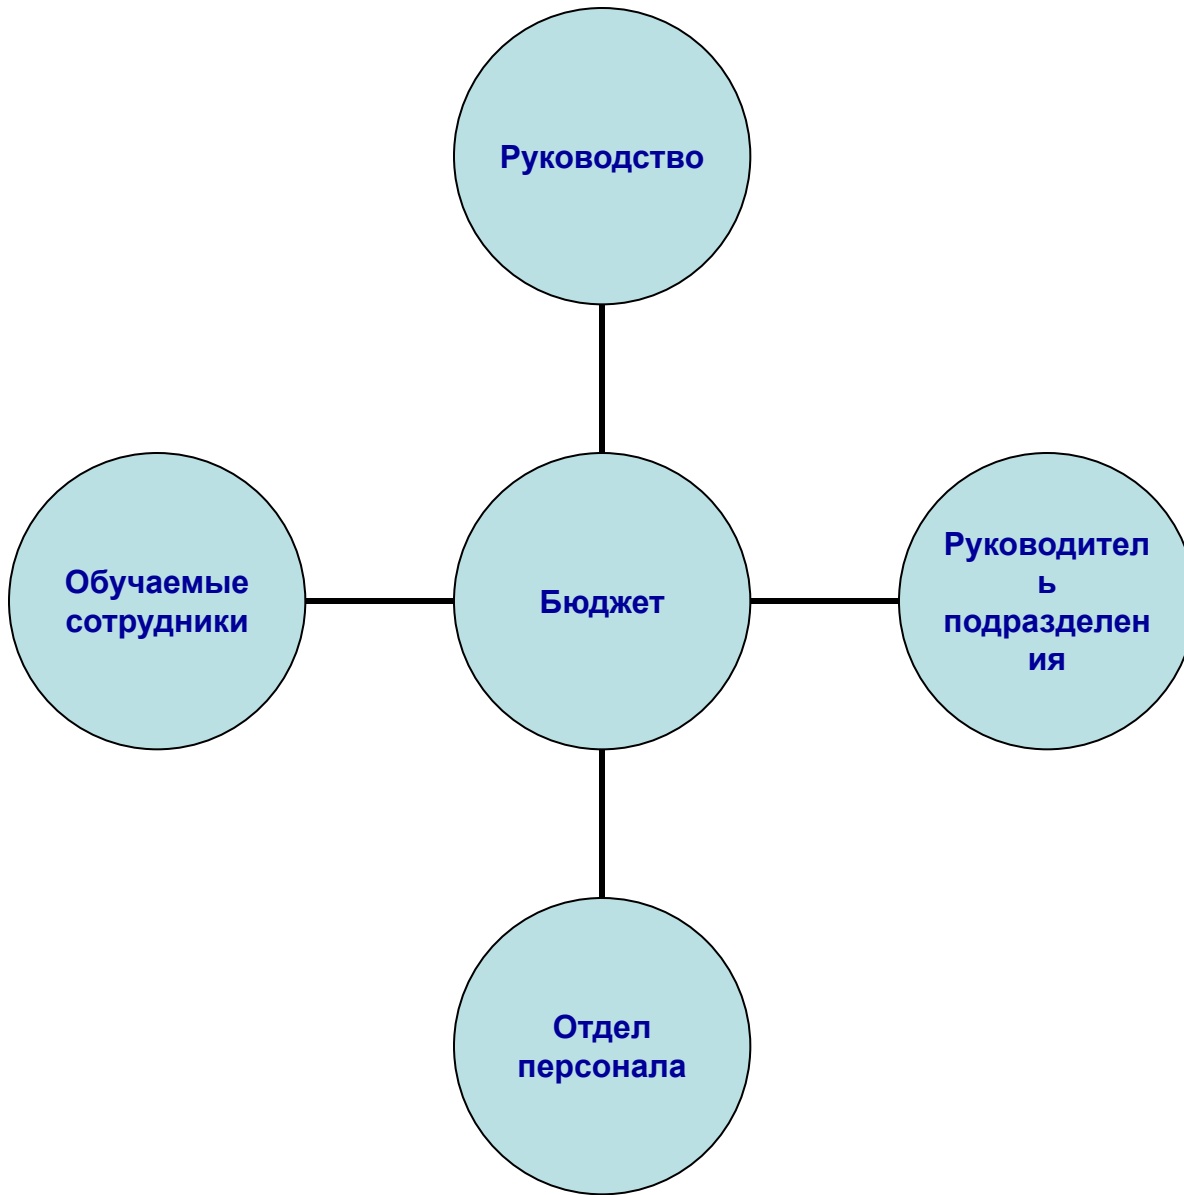 Руководство
Обучаемые
сотрудники
Бюджет
Руководител
ь
подразделен
ия
Отдел
персонала